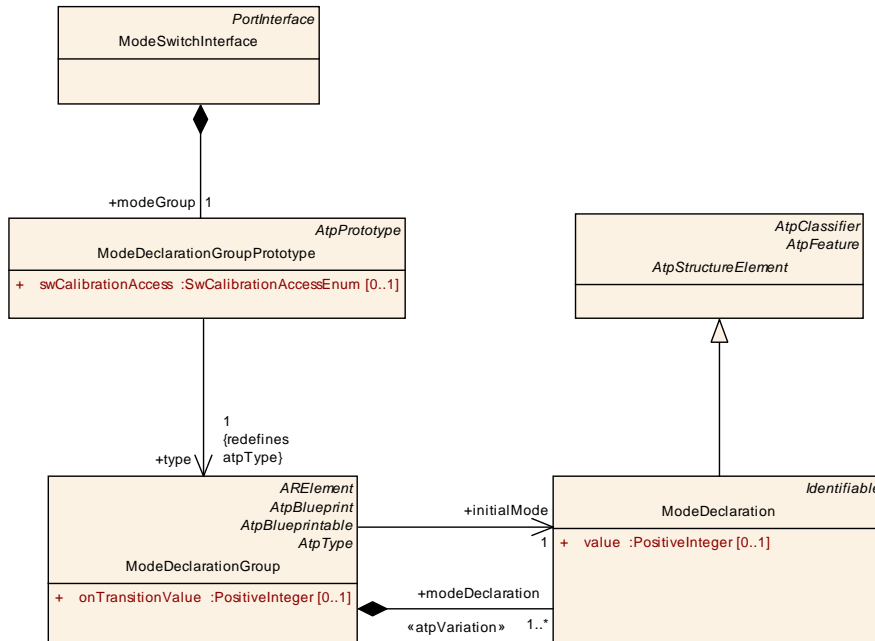 PortInterface
ModeSwitchInterface
+modeGroup 1
AtpPrototype
ModeDeclarationGroupPrototype
+ swCalibrationAccess :SwCalibrationAccessEnum [0..1]
AtpClassifier
AtpFeature
AtpStructureElement
1
{redefines
atpType}
+type
ARElement
AtpBlueprint
AtpBlueprintable
AtpType
ModeDeclarationGroup
+ onTransitionValue :PositiveInteger [0..1]
+initialMode
1
+modeDeclaration
«atpVariation» 1..*
Identifiable
ModeDeclaration
+ value :PositiveInteger [0..1]